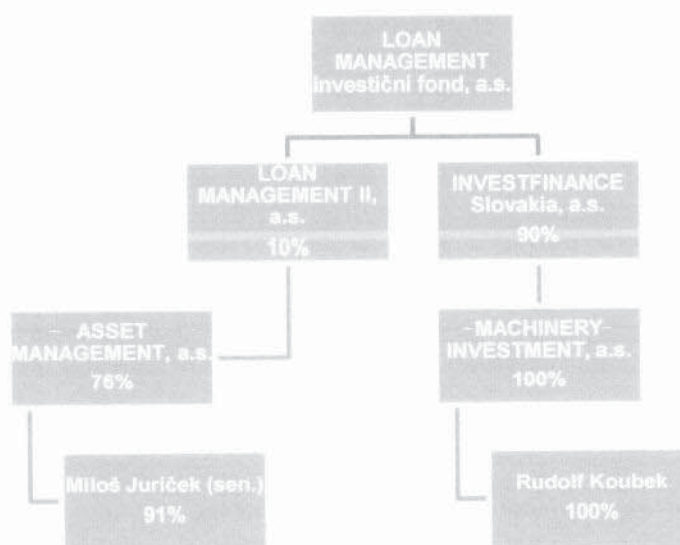 LOAN
MANAGEMENT
investiční fond, a.s.
LOAN
MANAGEMENT II,
a.s.
10%
INVESTFINANCE
Slovakia, a.s.
90%
ASSET
MANAGEMENT, a.s.
76%
MACHINERY
INVESTMENT, a.s.
100%
Miloš Juríček (sen.)
91%
Rudolf Koubek
100%